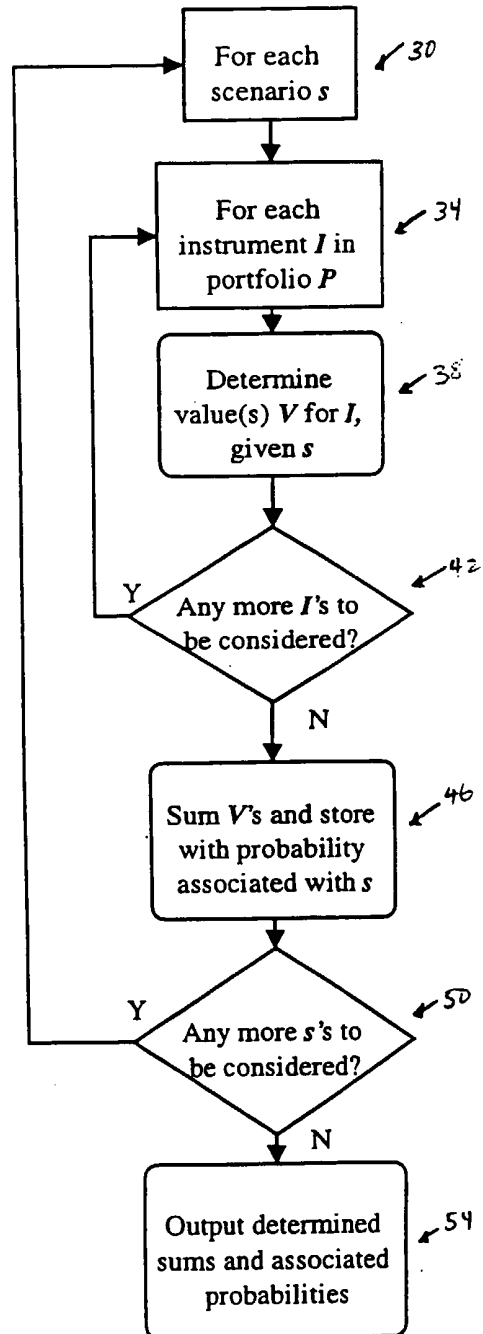 For each
scenario s
30
For each
instrument I in
portfolio P
34
Determine
value(s) V for I,
given s
38
Any more I's to
be considered?
42
Y
N
Sum V's and store
with probability
associated with s
46
Any more s's to
be considered?
50
Y
N
Output determined
sums and associated
probabilities
54